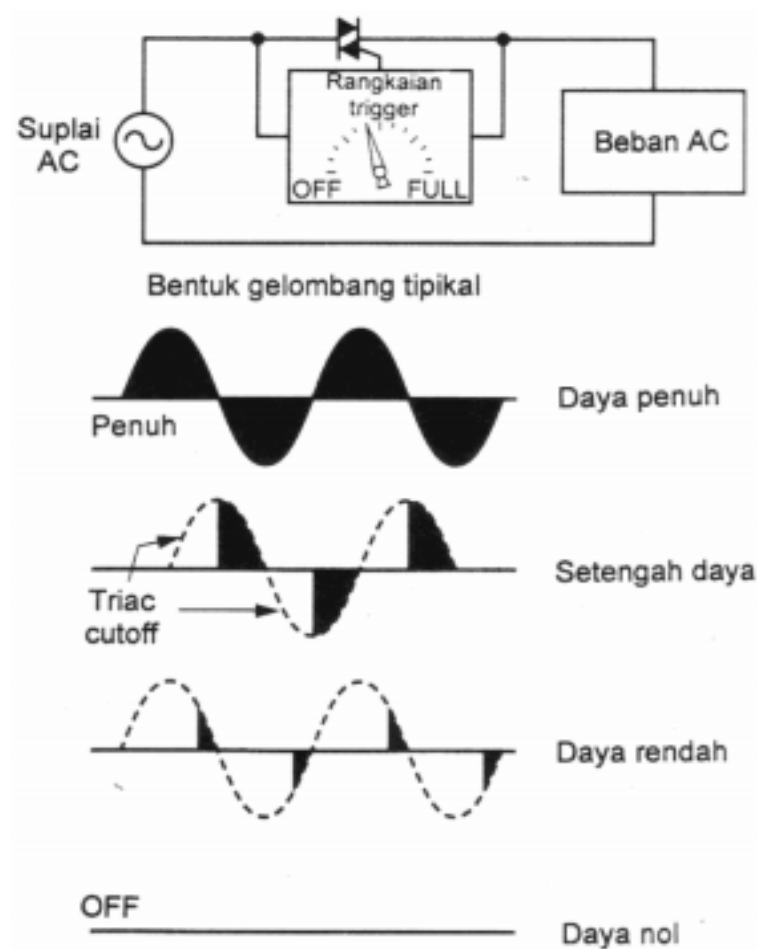 Rangkaian
trigger
Suplai
AC
OFF
FULL
Beban AC
Bentuk gelombang tipikal
Penuh
Daya penuh
Triac
cutoff
Setengah daya
Daya rendah
OFF
Daya nol